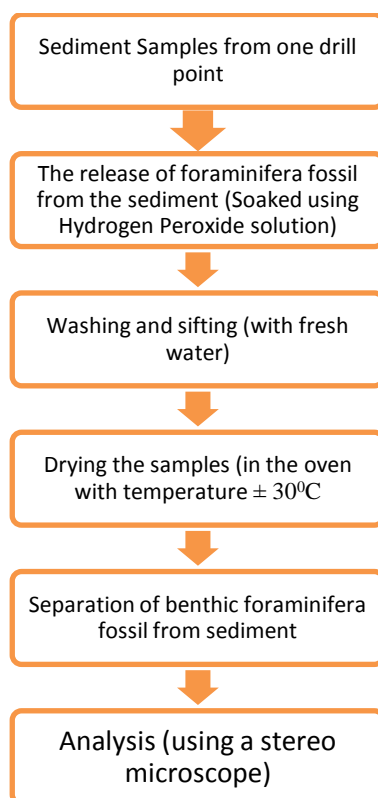 Sediment Samples from one drill
point
The release of foraminifera fossil
from the sediment (Soaked using
Hydrogen Peroxide solution)
Washing and sifting (with fresh
water)
Drying the samples (in the oven
with temperature ± 30⁰C
Separation of benthic foraminifera
fossil from sediment
Analysis (using a stereo
microscope)